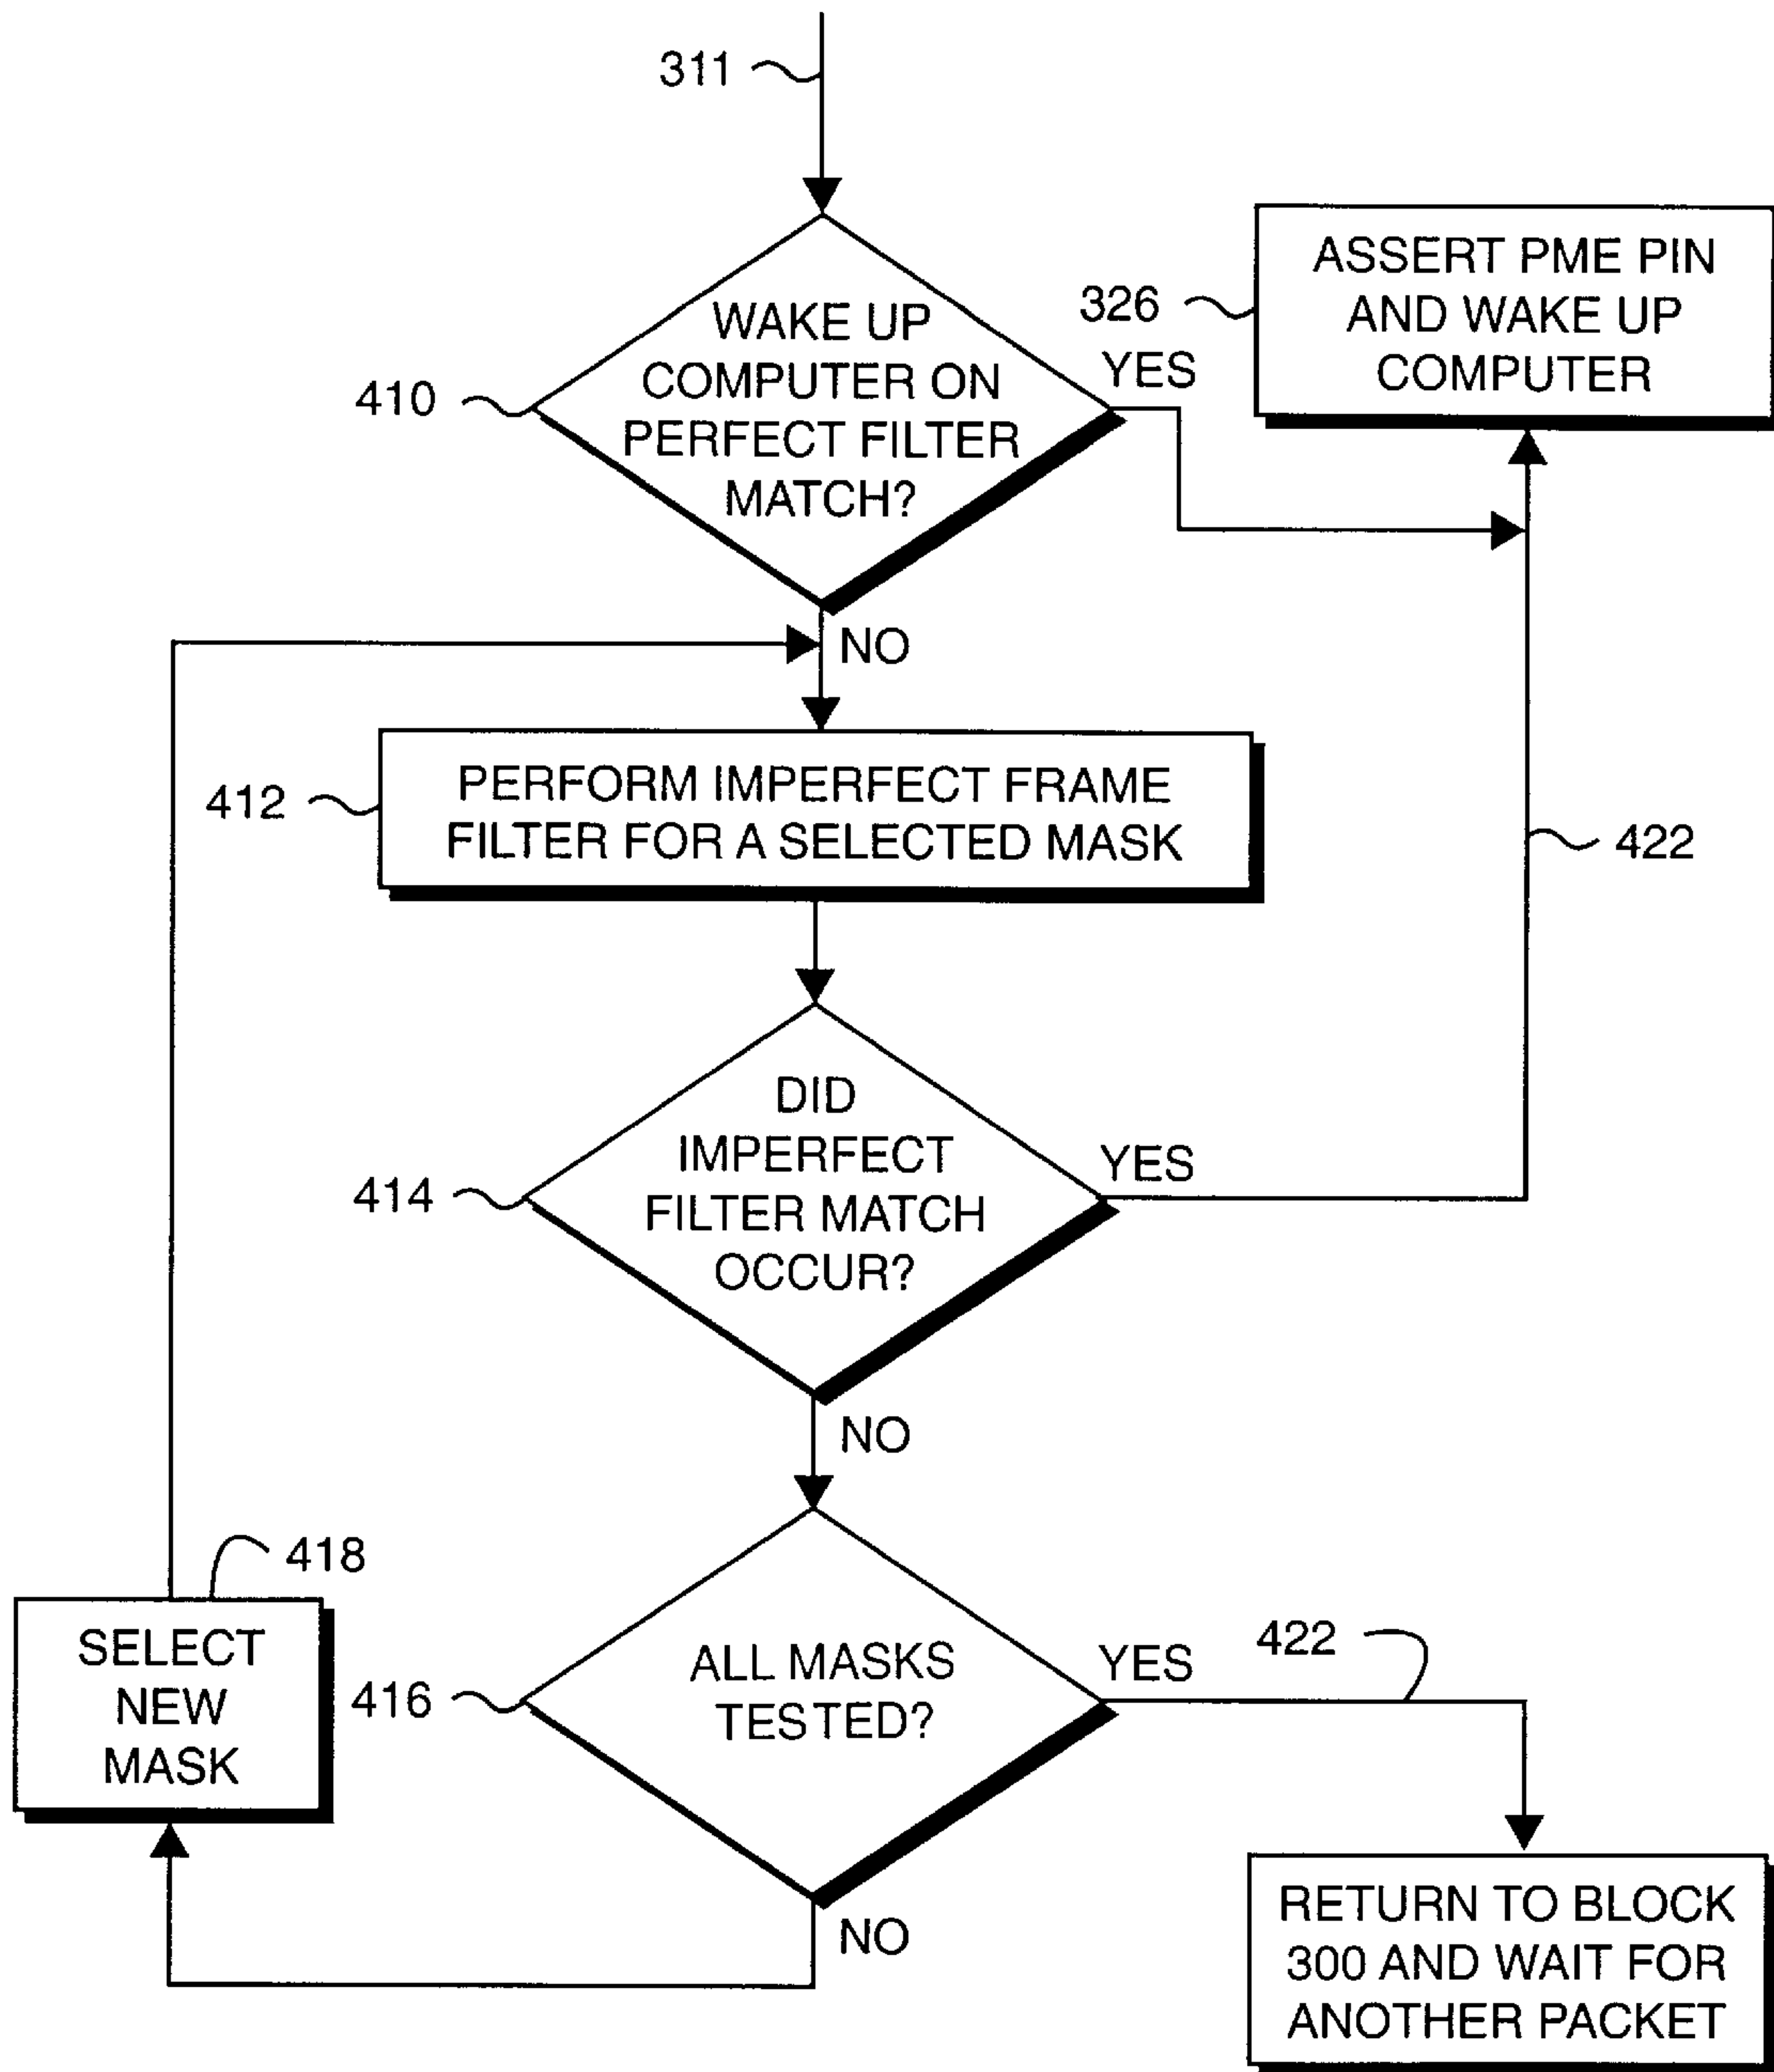 311
WAKE UP
COMPUTER ON
PERFECT FILTER
MATCH?
410
YES
326
ASSERT PME PIN
AND WAKE UP
COMPUTER
NO
412
PERFORM IMPERFECT FRAME
FILTER FOR A SELECTED MASK
422
DID
IMPERFECT
FILTER MATCH
OCCUR?
414
YES
NO
418
SELECT
NEW
MASK
416
ALL MASKS
TESTED?
YES
422
NO
RETURN TO BLOCK
300 AND WAIT FOR
ANOTHER PACKET